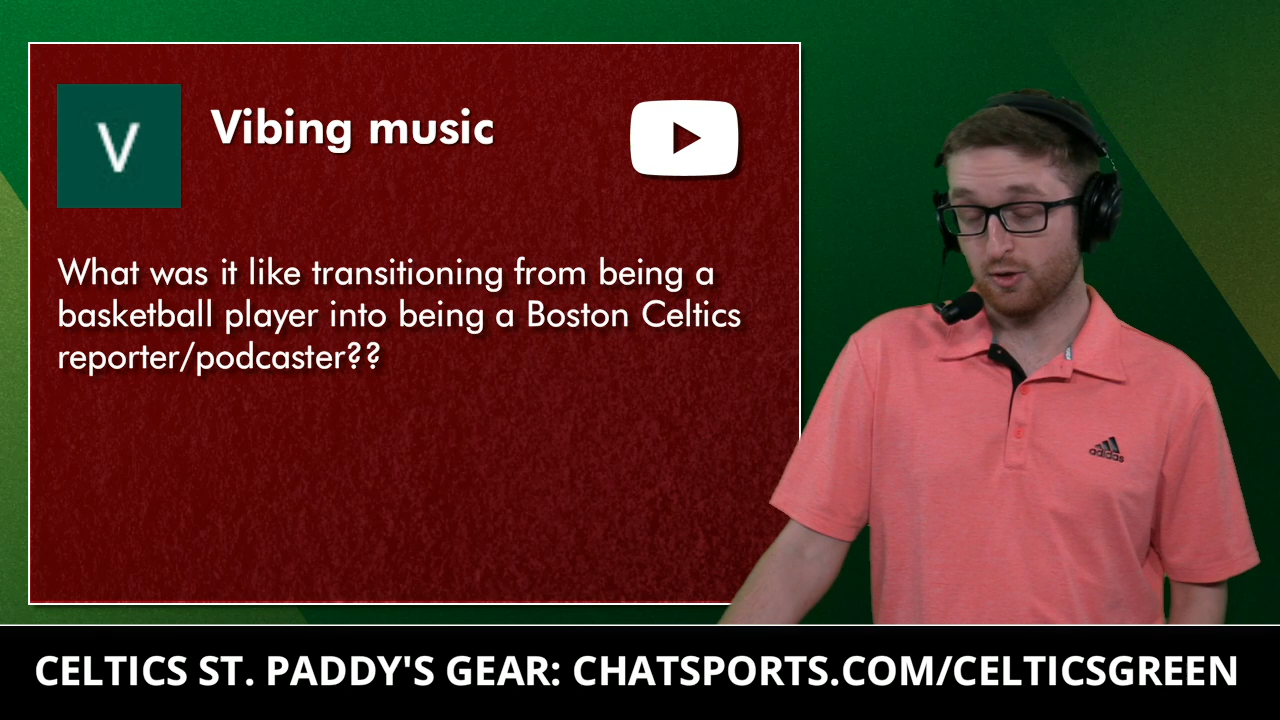 V
Vibing music
What was it like transitioning from being a
basketball player into being a Boston Celtics
reporter/podcaster??
adidas
CELTICS ST. PADDY'S GEAR: CHATSPORTS.COM/CELTICSGREEN